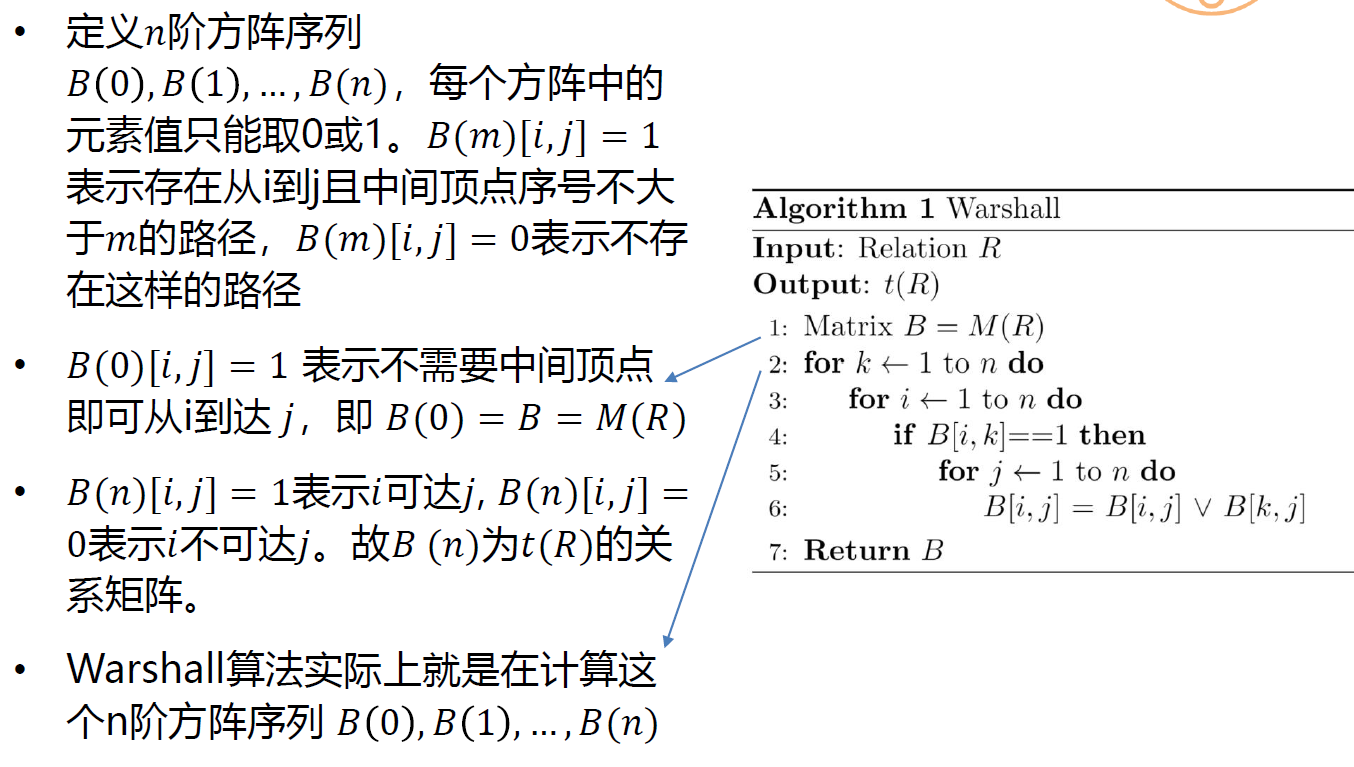 • 定义n阶方阵序列
B(0), B(1), … , B(n)，每个方阵中的
元素值只能取0或1。B(m)[i, j] = 1
表示存在从i到j且中间顶点序号不大
于m的路径，B(m)[i, j] = 0表示不存
在这样的路径
• B(0)[i, j] = 1 表示不需要中间顶点
即可从i到达 j，即 B(0) = B = M(R)
• B(n)[i, j] = 1表示i可达j, B(n)[i, j] =
0表示i不可达j。故B (n)为t(R)的关
系矩阵。
• Warshall算法实际上就是在计算这
个n阶方阵序列 B(0), B(1), … , B(n)
Algorithm 1 Warshall
Input: Relation R
Output: t(R)
1: Matrix B = M(R)
2: for k ← 1 to n do
3: for i ← 1 to n do
4: if B[i, k]==1 then
5: for j ← 1 to n do
6: B[i, j] = B[i, j] ∨ B[k, j]
7: Return B